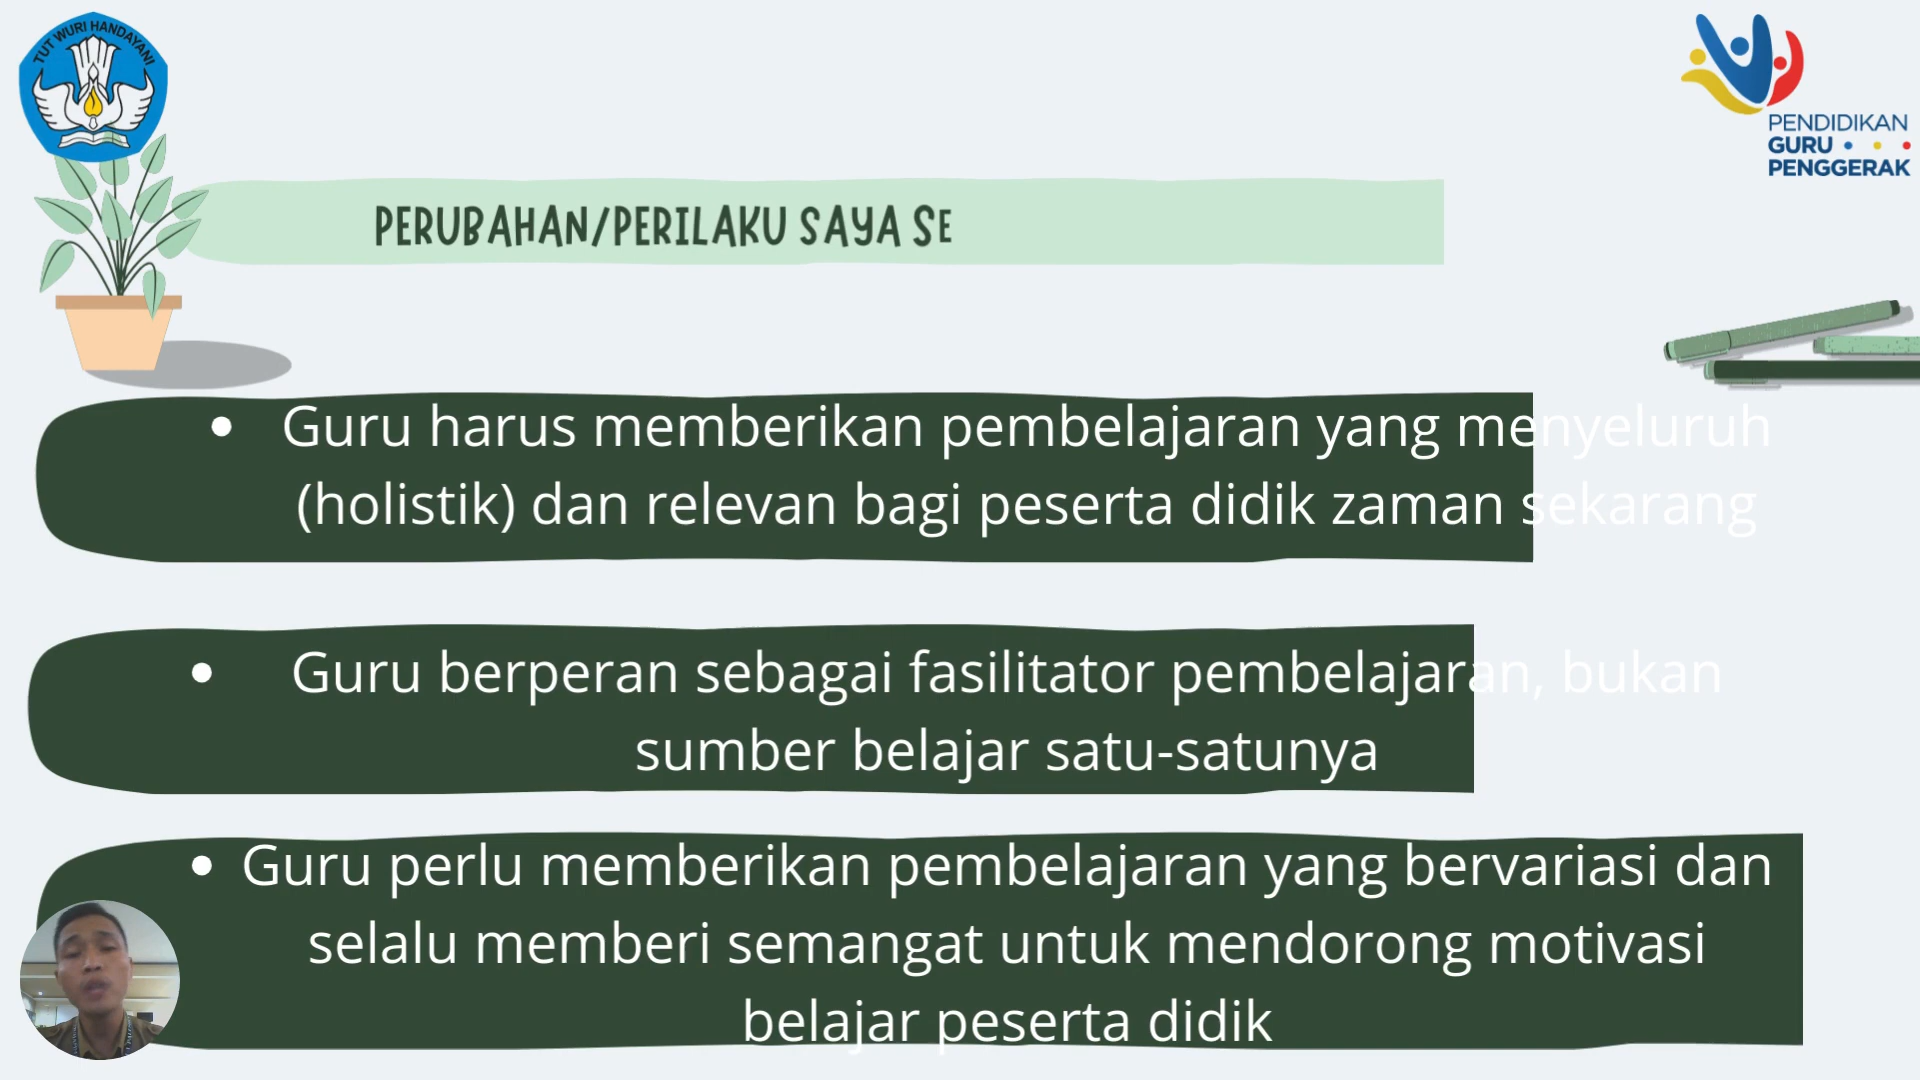 TUT WURI HANDAYANI
PENDIDIKAN
GURU
PENGGERAK
PERUBAHAN/PERILAKU SAYA SE
• Guru harus memberikan pembelajaran yang menyeluruh
(holistik) dan relevan bagi peserta didik zaman sekarang
• Guru berperan sebagai fasilitator pembelajaran, bukan
sumber belajar satu-satunya
• Guru perlu memberikan pembelajaran yang bervariasi dan
selalu memberi semangat untuk mendorong motivasi
belajar peserta didik